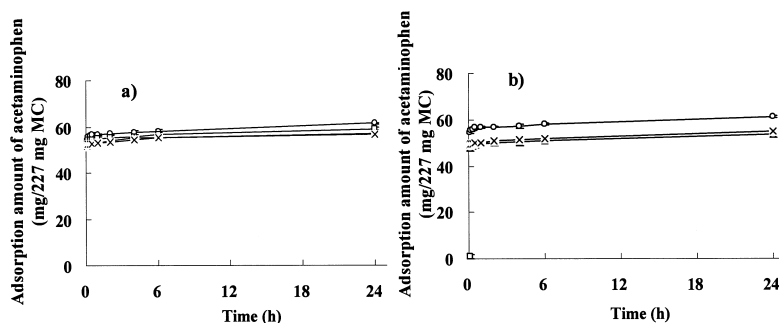 a)
Adsorption amount of acetaminophen
(mg/227 mg MC)
80
60
40
20
0
0 6 12 18 24
Time (h)
b)
Adsorption amount of acetaminophen
(mg/227 mg MC)
80
60
40
20
0
0 6 12 18 24
Time (h)